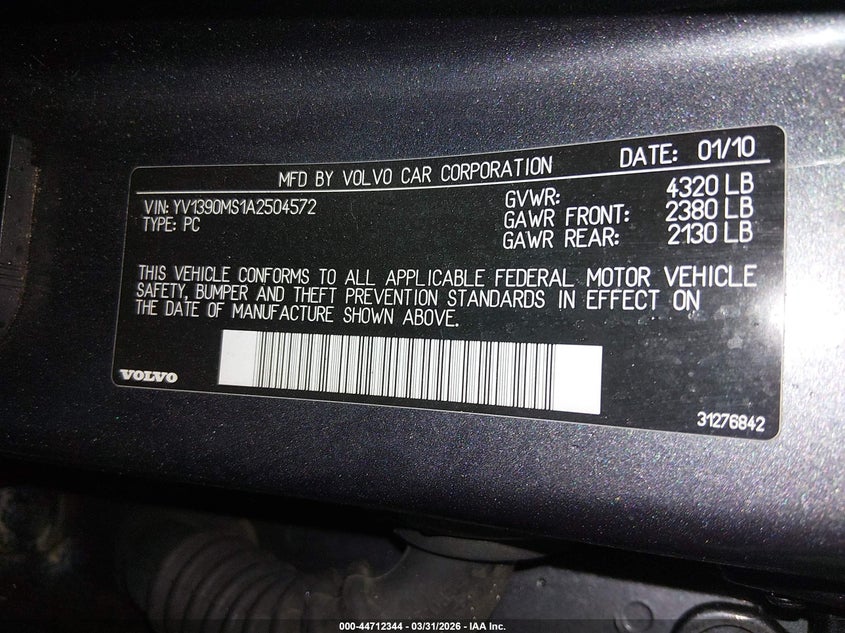 MFD BY VOLVO CAR CORPORATION DATE: 01/10
VIN: YV1390MS1A2504572
TYPE: PC
GVWR: 4320 LB
GAWR FRONT: 2380 LB
GAWR REAR: 2130 LB
THIS VEHICLE CONFORMS TO ALL APPLICABLE FEDERAL MOTOR VEHICLE
SAFETY, BUMPER AND THEFT PREVENTION STANDARDS IN EFFECT ON
THE DATE OF MANUFACTURE SHOWN ABOVE.
VOLVO
31276842
000-44712344 — 03/31/2026 — IAA Inc.